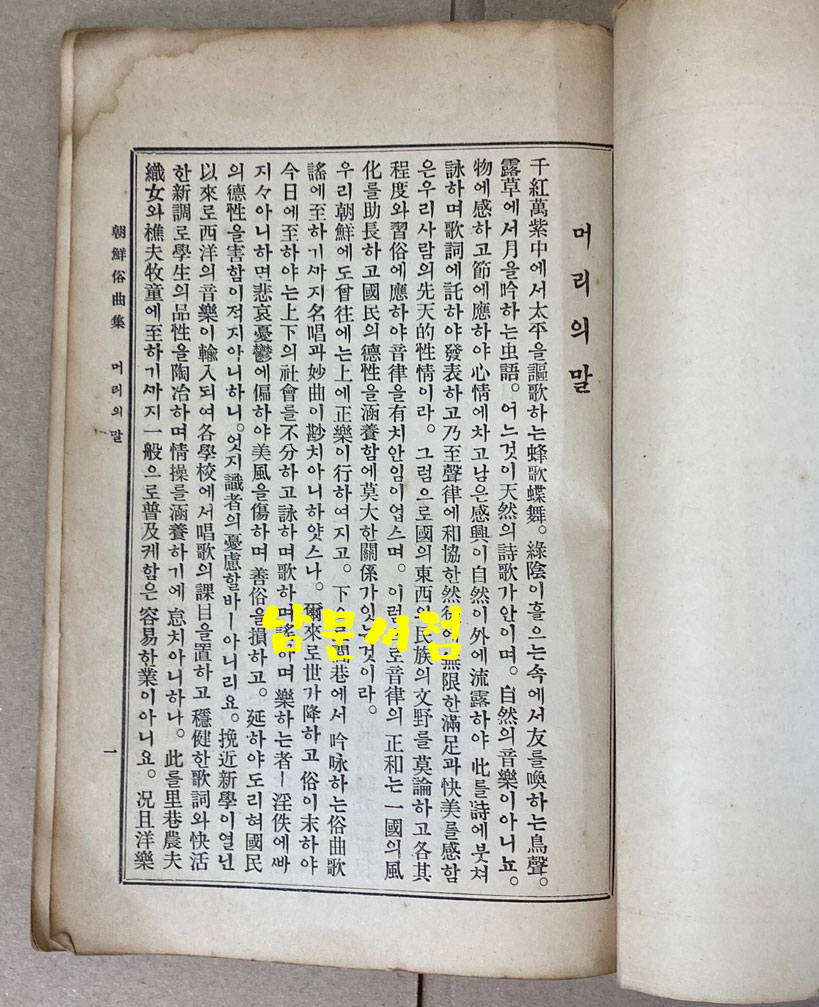 머리의말
千紅萬紫中에서太平을謳歌하는蜂歌蝶舞。綠陰이흘으는속에서友를喚하는鳥聲。
露草에서月을吟하는虫語。어느것이天然의詩歌가안이며。自然의音樂이아니뇨。
物에感하고節에應하야心情에차고남은感興이自然이外에流露하야此를詩에붓쳐
詠하며歌詞에託하야發表하고乃至聲律에和協한然後에無限한滿足과快美를感함
은우리사람의先天的性情이라。그럼으로國의東西와民族의文野를莫論하고各其
程度와習俗에應하야音律을有치안임이업스며。이럼으로音律의正和는一國의風
化를助長하고國民의德性을涵養함에莫大한關係가잇는것이라。
우리朝鮮에도曾往에는上에正樂이行하여지고。下으로閭巷에서吟咏하는俗曲歌
謠에至하기ᄭᅡ지名唱과妙曲이尠치아니하얏스나。爾來로世가降하고俗이末하야
今日에至하야는上下의社會를不分하고詠하며歌하며謠하며樂하는者ー淫佚에ᄲᅡ
지々아니하면悲哀憂鬱에偏하야美風을傷하며善俗을損하고。延하야도리혀國民
의德性을害함이적지아니하니。엇지識者의憂慮할바ー아니리요。挽近新學이열닌
以來로西洋의音樂이輸入되여各學校에서唱歌의課目을置하고穩健한歌詞와快活
한新調로學生의品性을陶冶하며情操를涵養하기에怠치아니하나。此를里巷農夫
織女와樵夫牧童에至하기ᄭᅡ지一般으로普及케함은容易한業이아니요。况且洋樂
朝鮮俗曲集 머리의말
一
남문서점